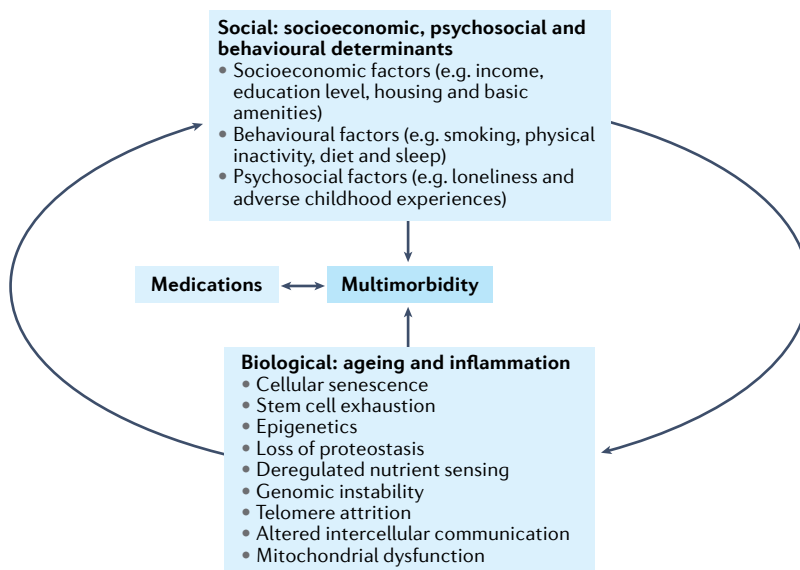 Social: socioeconomic, psychosocial and
behavioural determinants
• Socioeconomic factors (e.g. income,
education level, housing and basic
amenities)
• Behavioural factors (e.g. smoking, physical
inactivity, diet and sleep)
• Psychosocial factors (e.g. loneliness and
adverse childhood experiences)
Medications
Multimorbidity
Biological: ageing and inflammation
• Cellular senescence
• Stem cell exhaustion
• Epigenetics
• Loss of proteostasis
• Deregulated nutrient sensing
• Genomic instability
• Telomere attrition
• Altered intercellular communication
• Mitochondrial dysfunction